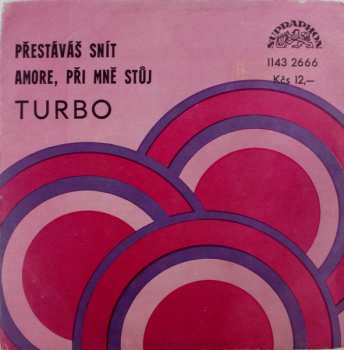 PŘESTÁVÁŠ SNÍT
AMORE, PŘI MNĚ STŮJ
TURBO
SUPRAPHON
1143 2666
Kčs 12,–